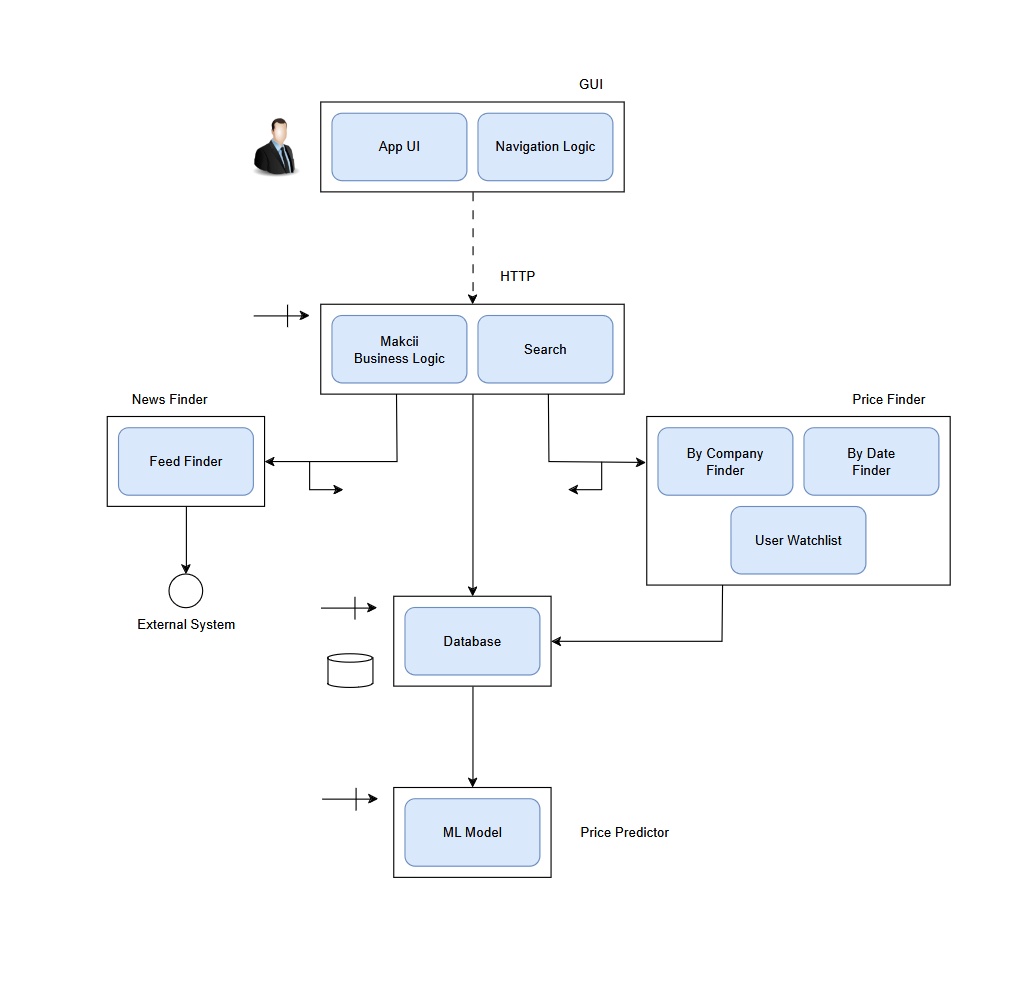 GUI
App UI
Navigation Logic
HTTP
Makcii
Business Logic
Search
News Finder
Price Finder
Feed Finder
By Company
Finder
By Date
Finder
User Watchlist
External System
Database
ML Model
Price Predictor